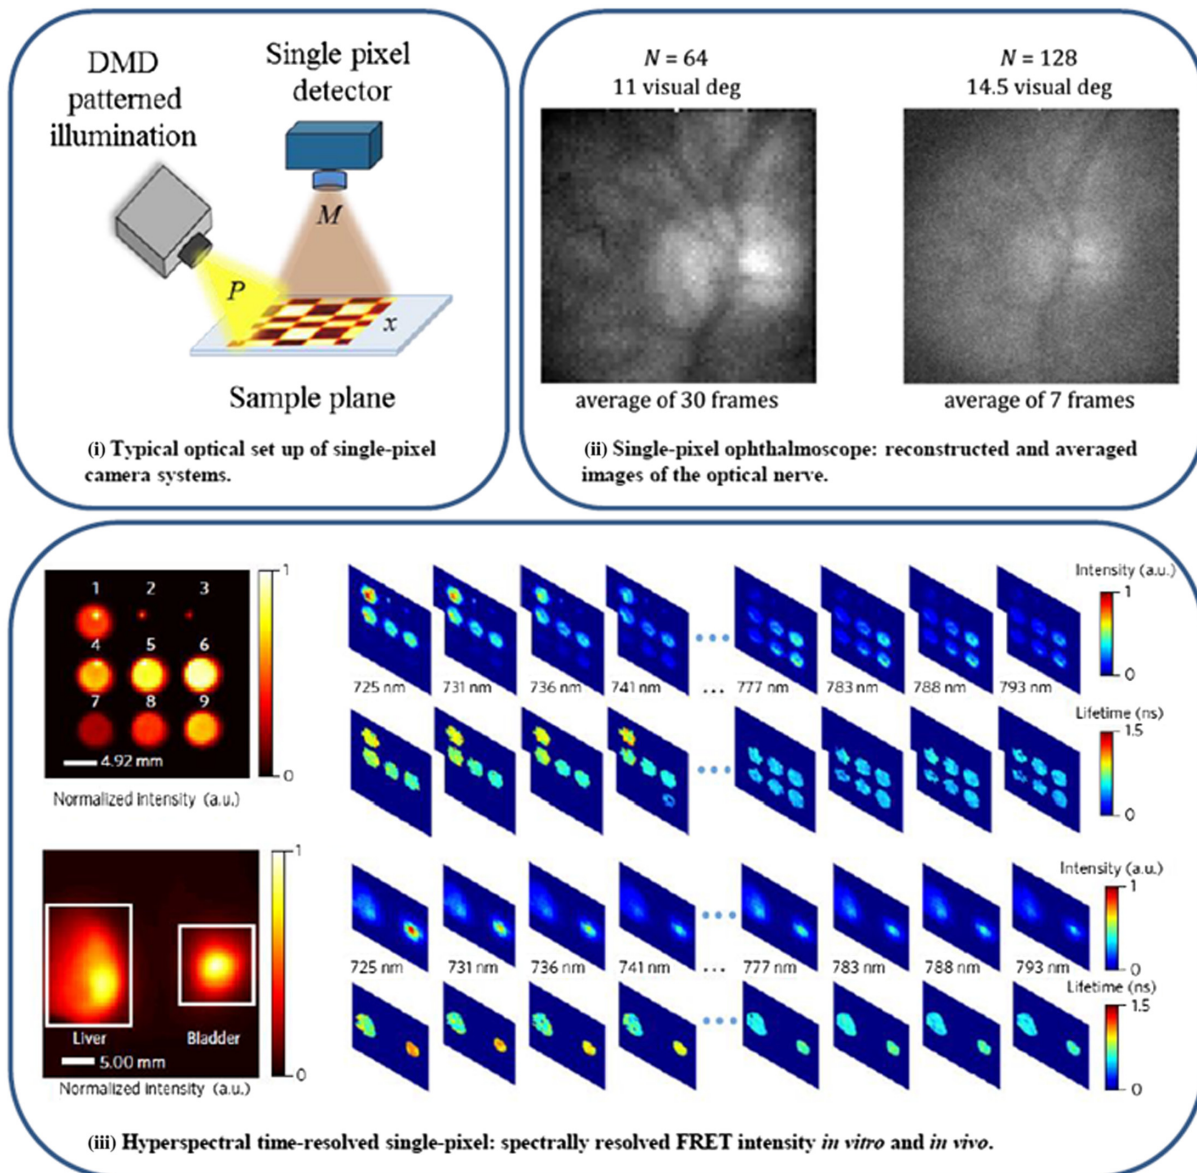 DMD
patterned
illumination
Single pixel
detector
M
P
x
Sample plane
(i) Typical optical set up of single-pixel
camera systems.
N = 64
11 visual deg
N = 128
14.5 visual deg
average of 30 frames
average of 7 frames
(ii) Single-pixel ophthalmoscope: reconstructed and averaged
images of the optical nerve.
1 2 3
4 5 6
7 8 9
4.92 mm
1
0
Normalized intensity (a.u.)
725 nm 731 nm 736 nm 741 nm ... 777 nm 783 nm 788 nm 793 nm
Intensity (a.u.)
1
0
Lifetime (ns)
1.5
0
Liver Bladder
5.00 mm
1
0
Normalized intensity (a.u.)
725 nm 731 nm 736 nm 741 nm ... 777 nm 783 nm 788 nm 793 nm
Intensity (a.u.)
1
0
Lifetime (ns)
1.5
0
(iii) Hyperspectral time-resolved single-pixel: spectrally resolved FRET intensity in vitro and in vivo.